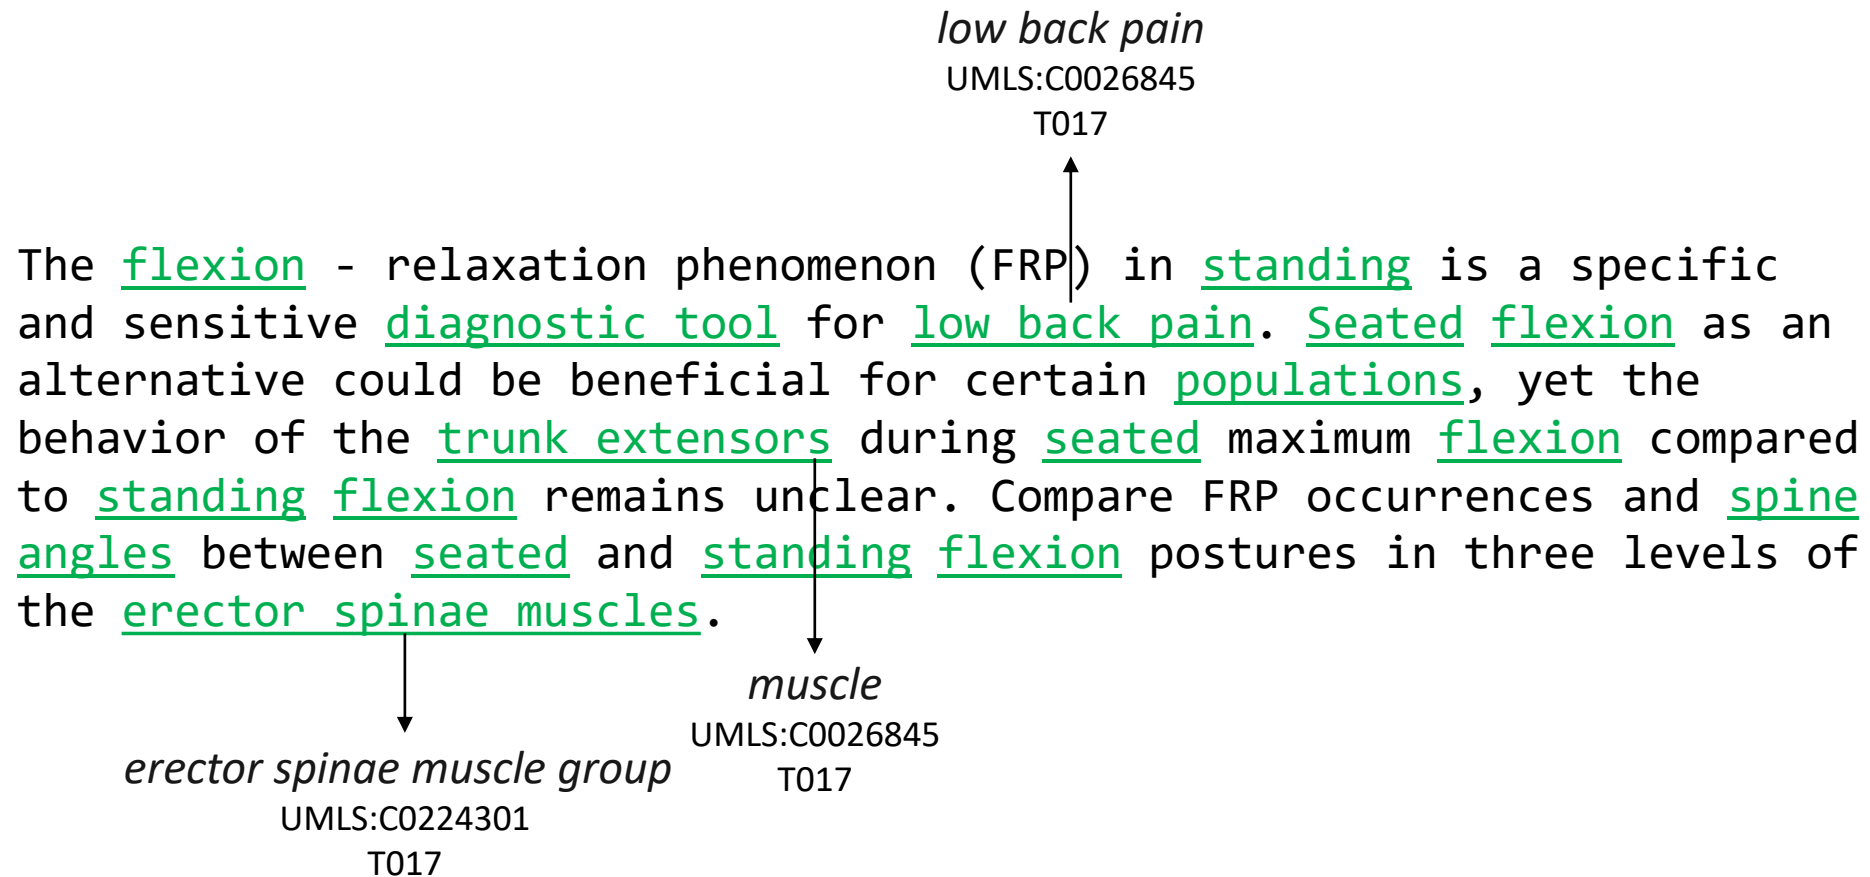 low back pain
UMLS:C0026845
T017
The flexion - relaxation phenomenon (FRP) in standing is a specific
and sensitive diagnostic tool for low back pain. Seated flexion as an
alternative could be beneficial for certain populations, yet the
behavior of the trunk extensors during seated maximum flexion compared
to standing flexion remains unclear. Compare FRP occurrences and spine
angles between seated and standing flexion postures in three levels of
the erector spinae muscles.
muscle
UMLS:C0026845
T017
erector spinae muscle group
UMLS:C0224301
T017